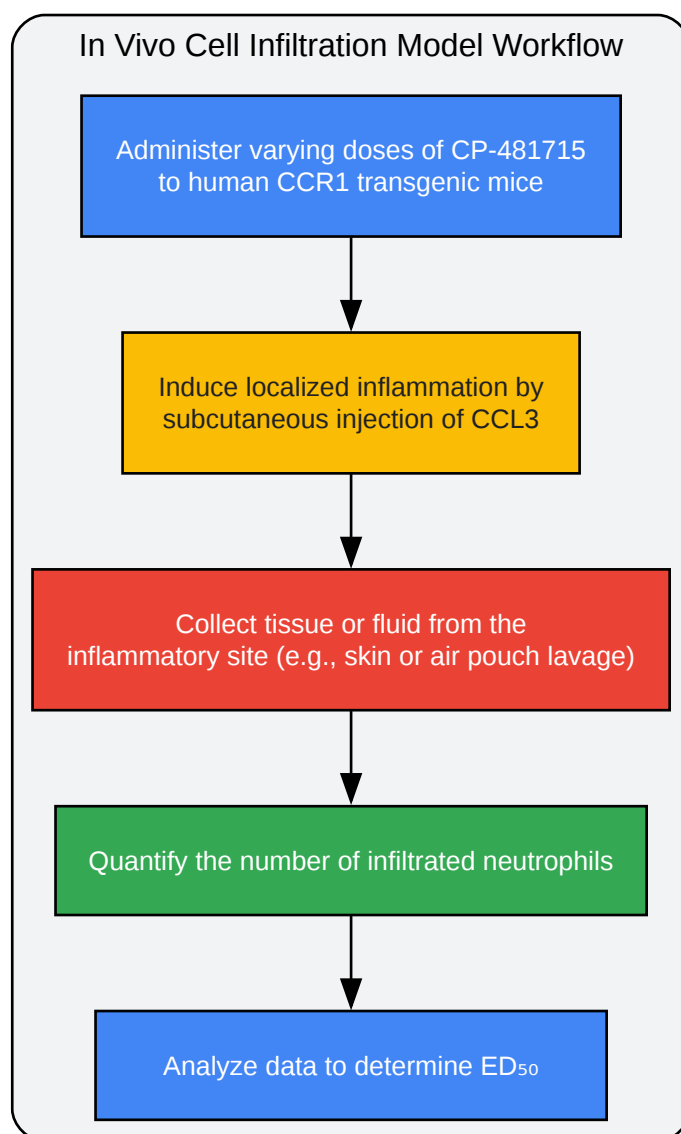 In Vivo Cell Infiltration Model Workflow
Administer varying doses of CP-481715
to human CCR1 transgenic mice
Induce localized inflammation by
subcutaneous injection of CCL3
Collect tissue or fluid from the
inflammatory site (e.g., skin or air pouch lavage)
Quantify the number of infiltrated neutrophils
Analyze data to determine ED₅₀